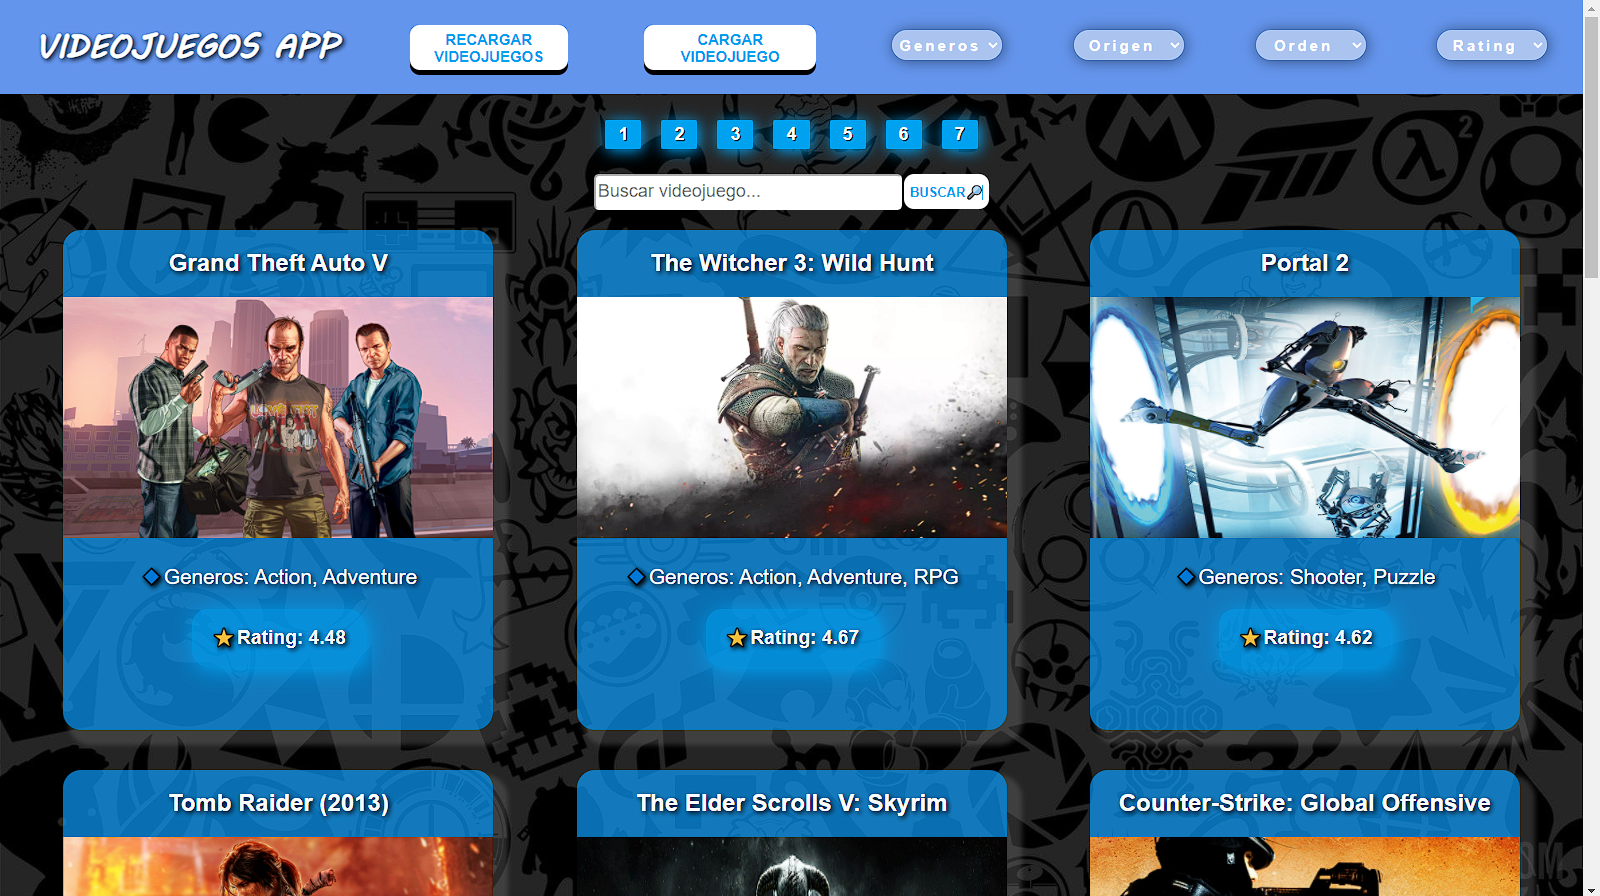 VIDEOJUEGOS APP
RECARGAR
VIDEOJUEGOS
CARGAR
VIDEOJUEGO
Generos
Origen
Orden
Rating
1 2 3 4 5 6 7
Buscar videojuego...
BUSCAR
Grand Theft Auto V
The Witcher 3: Wild Hunt
Portal 2
Generos: Action, Adventure
Generos: Action, Adventure, RPG
Generos: Shooter, Puzzle
Rating: 4.48
Rating: 4.67
Rating: 4.62
Tomb Raider (2013)
The Elder Scrolls V: Skyrim
Counter-Strike: Global Offensive